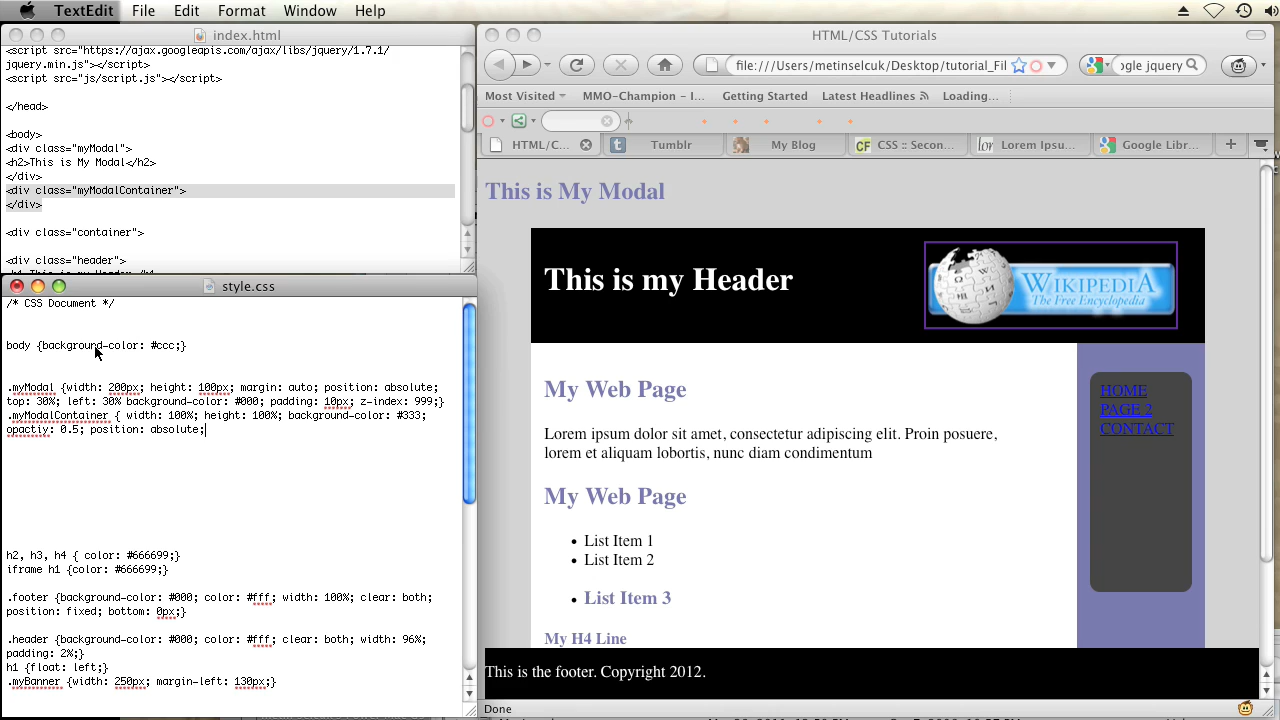 TextEdit File Edit Format Window Help
index.html
<script src="https://ajax.googleapis.com/ajax/libs/jquery/1.7.1/
jquery.min.js"></script>
<script src="js/script.js"></script>
</head>
<body>
<div class="myModal">
<h2>This is My Modal</h2>
</div>
<div class="myModalContainer">
</div>
<div class="container">
<div class="header">
style.css
/* CSS Document */
body {background-color: #ccc;}
.myModal {width: 200px; height: 100px; margin: auto; position: absolute;
top: 30%; left: 30% background-color: #000; padding: 10px; z-index:
.myModalContainer { width: 100%; height: 100%; background-color: #333;
opactiy: 0.5; position: absolute;
h2, h3, h4 { color: #666699;}
iframe h1 {color: #666699;}
.footer {background-color: #000; color: #fff; width: 100%; clear: both;
position: fixed; bottom: 0px;}
.header {background-color: #000; color: #fff; clear: both; width: 96%;
padding: 2%;}
h1 {float: left;}
.myBanner {width: 250px; margin-left: 130px;}
HTML/CSS Tutorials
file:///Users/metinselcuk/Desktop/tutorial_Fil
gle jquery
Most Visited MMO-Champion - I... Getting Started Latest Headlines Loading...
HTML/C... Tumblr My Blog CSS :: Secon... Lorem Ipsu... Google Libr...
This is My Modal
This is my Header
WIKIPEDIA
The Free Encyclopedia
My Web Page
Lorem ipsum dolor sit amet, consectetur adipiscing elit. Proin posuere,
lorem et aliquam lobortis, nunc diam condimentum
My Web Page
• List Item 1
• List Item 2
• List Item 3
My H4 Line
HOME
PAGE 2
CONTACT
This is the footer. Copyright 2012.
Done